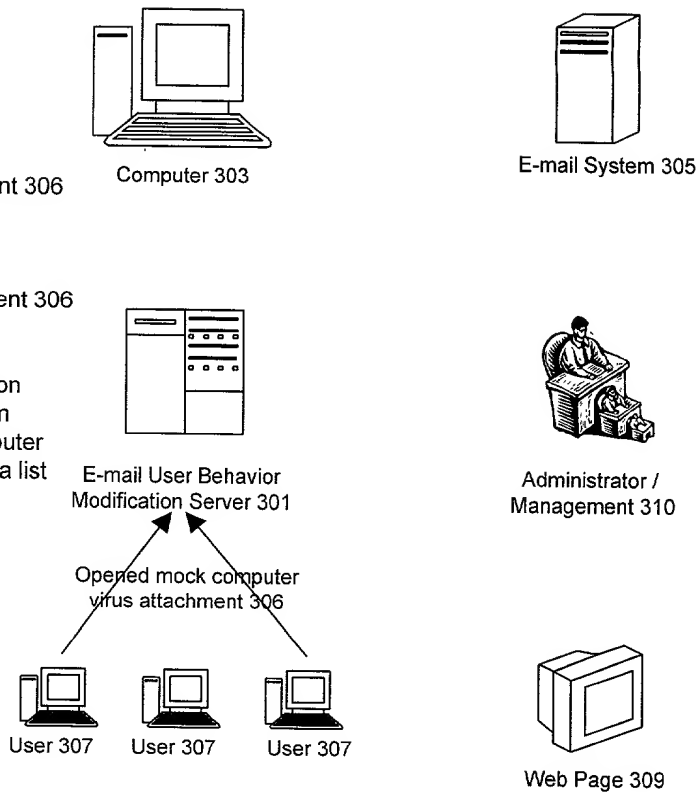 Computer 303
E-mail System 305
nt 306
ent 306
on
n
puter
a list
E-mail User Behavior
Modification Server 301
Administrator /
Management 310
Opened mock computer
virus attachment 306
User 307
User 307
User 307
Web Page 309